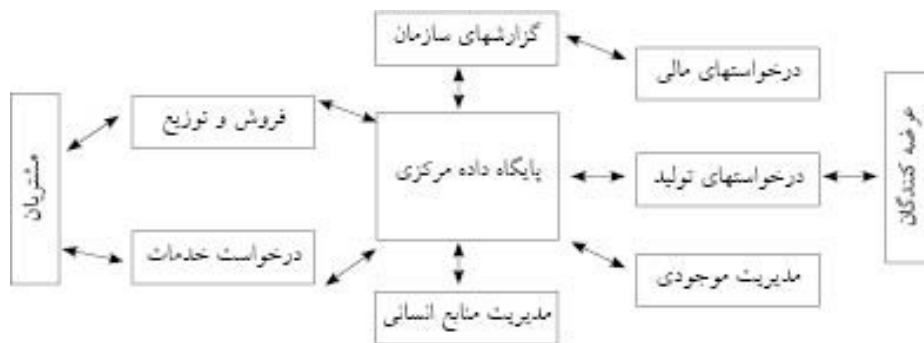 گزارشهای سازمان
درخواستهای مالی
عرضه کنندگان
فروش و توزیع
مشتریان
پایگاه داده مرکزی
درخواستهای تولید
درخواست خدمات
مدیریت موجودی
مدیریت منابع انسانی